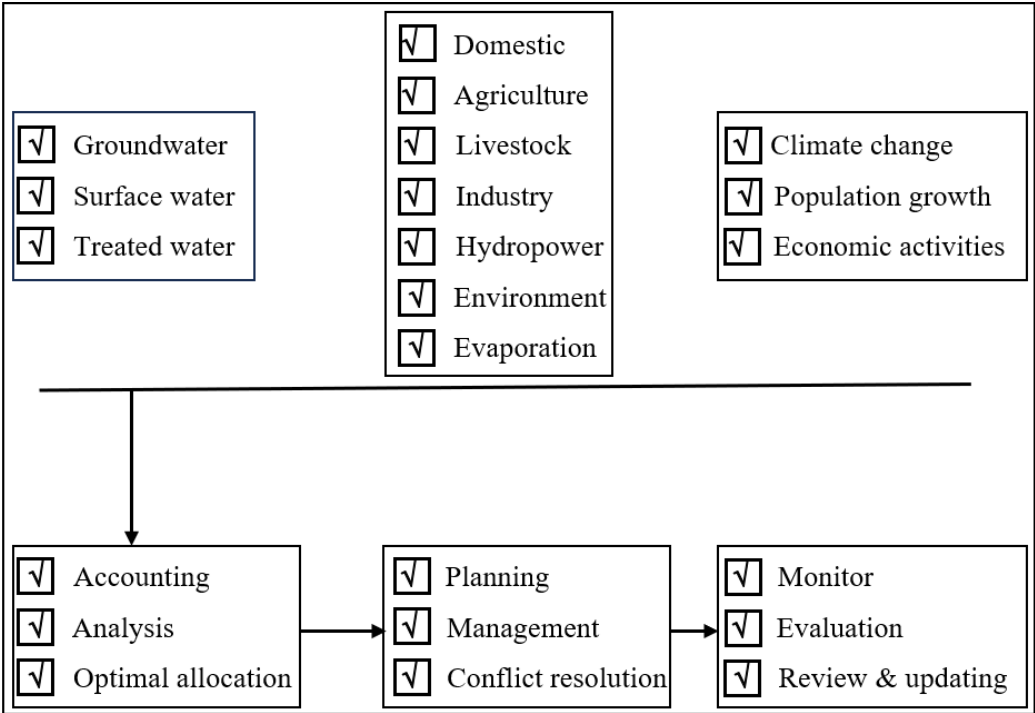 √ Groundwater
√ Surface water
√ Treated water
√ Domestic
√ Agriculture
√ Livestock
√ Industry
√ Hydropower
√ Environment
√ Evaporation
√ Climate change
√ Population growth
√ Economic activities
√ Accounting
√ Analysis
√ Optimal allocation
√ Planning
√ Management
√ Conflict resolution
√ Monitor
√ Evaluation
√ Review & updating